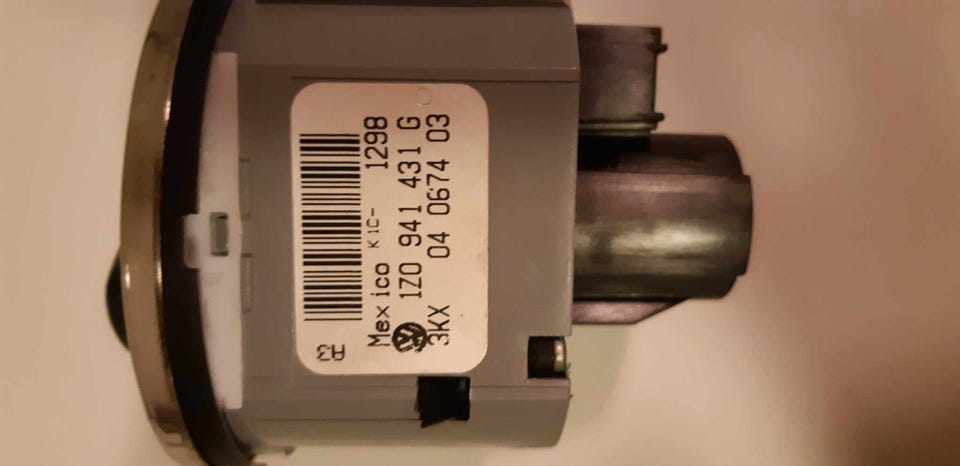 Mexico K1C- 1298
1Z0 941 431 G
3KX 04 0674 03
A3